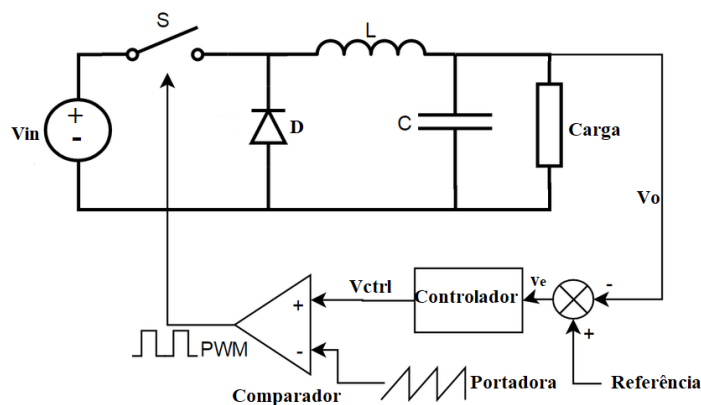 S
L
Vin
+
-
D
C
Carga
Vo
Vctrl
Controlador
ve
-
+
+
-
PWM
Comparador
Portadora
Referência